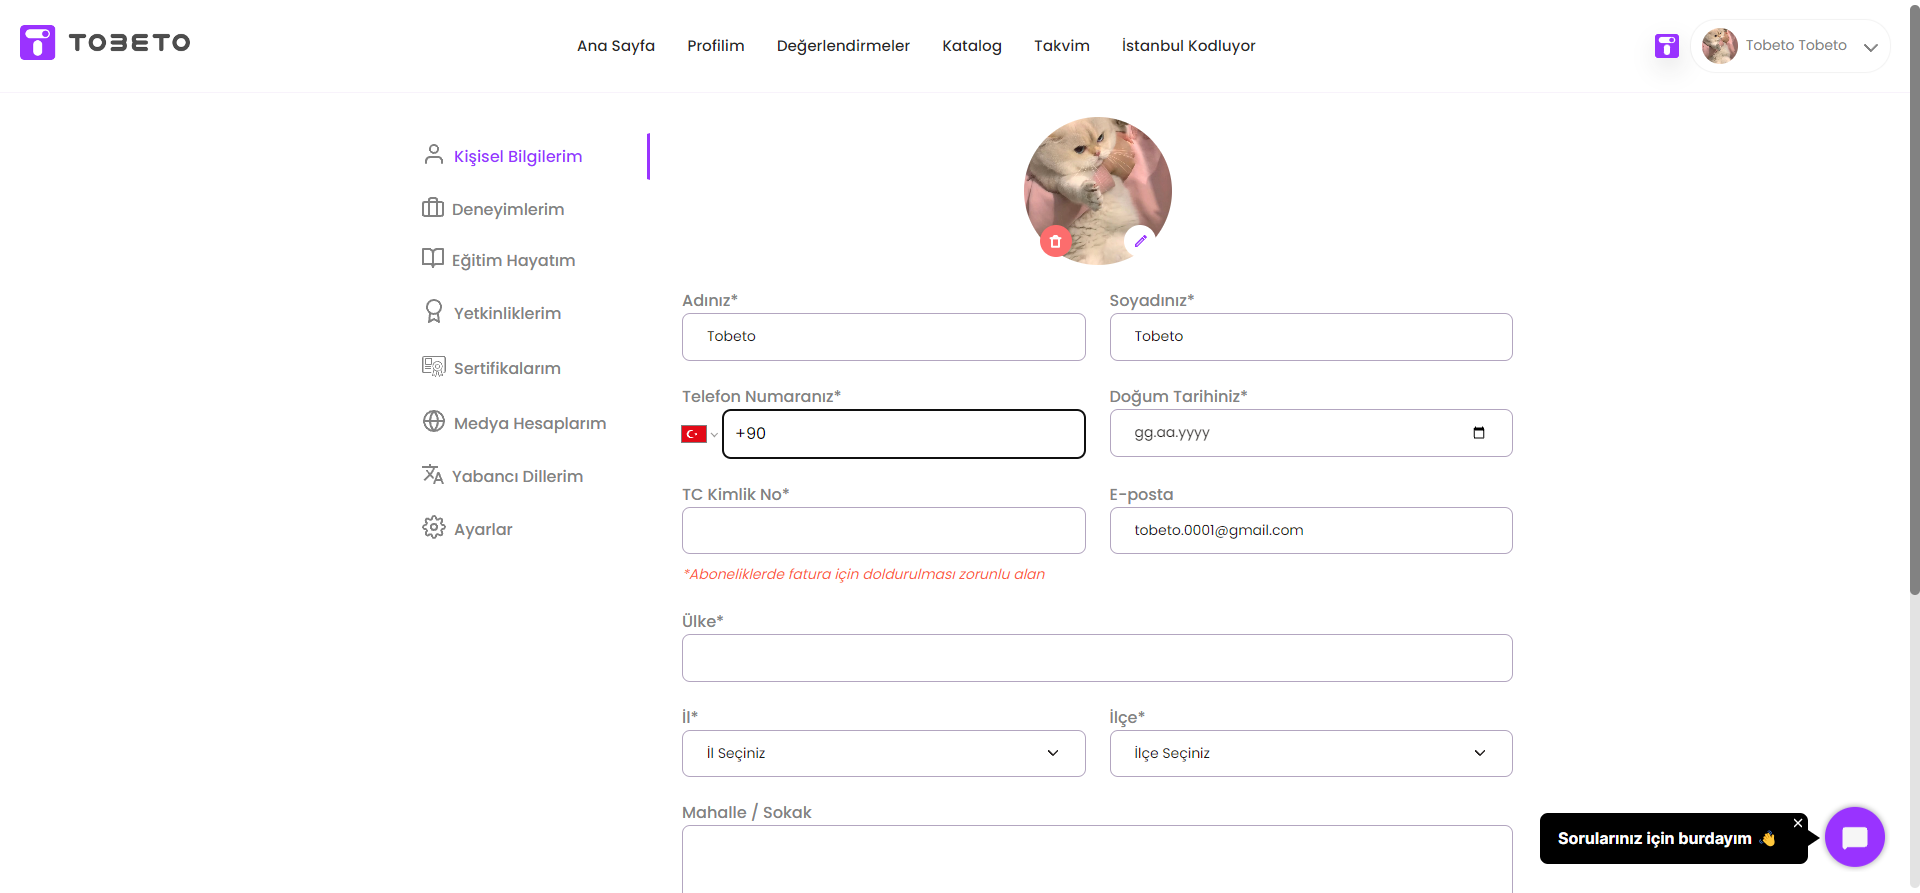 TOBETO
Ana Sayfa Profilim Değerlendirmeler Katalog Takvim İstanbul Kodluyor
Tobeto Tobeto
Kişisel Bilgilerim
Deneyimlerim
Eğitim Hayatım
Yetkinliklerim
Sertifikalarım
Medya Hesaplarım
Yabancı Dillerim
Ayarlar
Adınız* Soyadınız*
Tobeto Tobeto
Telefon Numaranız* Doğum Tarihiniz*
+90 gg.aa.yyyy
TC Kimlik No* E-posta
tobeto.0001@gmail.com
*Aboneliklerde fatura için doldurulması zorunlu alan
Ülke*
İl* İlçe*
İl Seçiniz İlçe Seçiniz
Mahalle / Sokak
Sorularınız için burdayım 👋